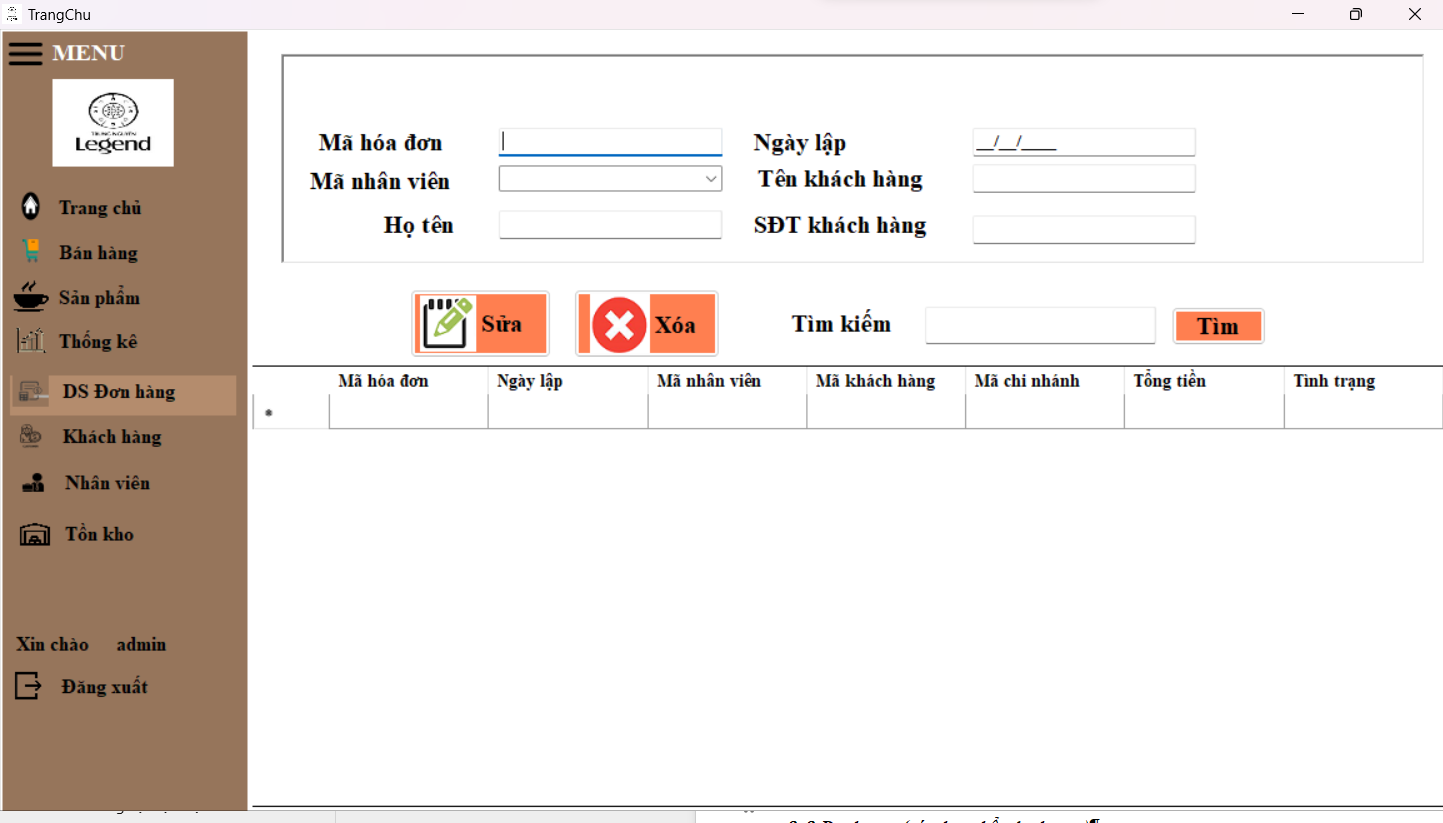 TrangChu
MENU
TRUNG NGUYEN
Legend
Trang chủ
Bán hàng
Sản phẩm
Thống kê
DS Đơn hàng
Khách hàng
Nhân viên
Tồn kho
Xin chào admin
Đăng xuất
Mã hóa đơn
Ngày lập
__/__/____
Mã nhân viên
Tên khách hàng
Họ tên
SĐT khách hàng
Sửa
Xóa
Tìm kiếm
Tìm
Mã hóa đơn Ngày lập Mã nhân viên Mã khách hàng Mã chi nhánh Tổng tiền Tình trạng
*